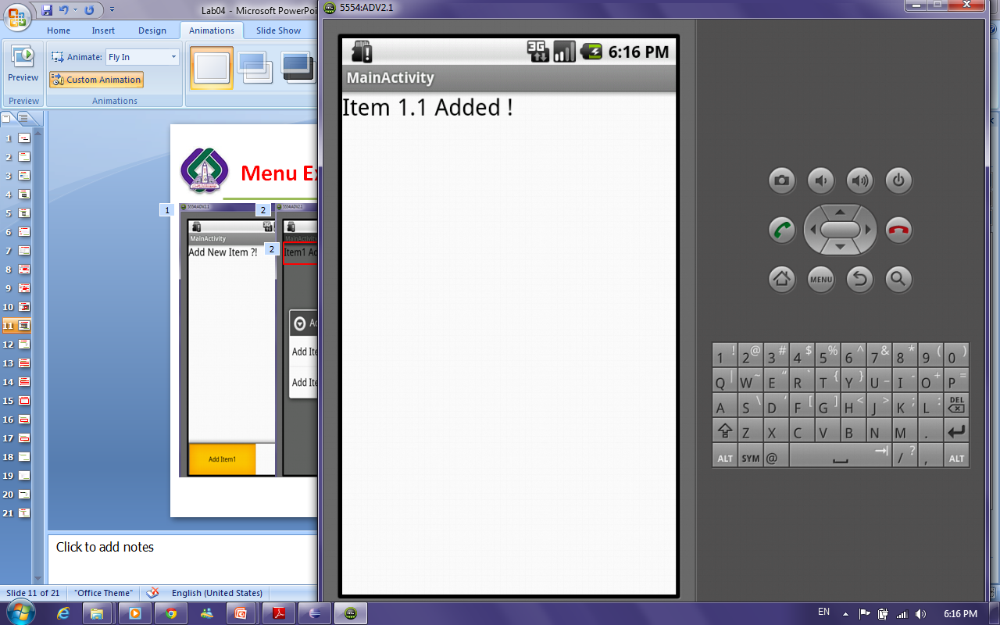 Lab04 - Microsoft PowerPoi
5554:ADV2.1
Home Insert Design Animations Slide Show
Preview
Animate: Fly In
Custom Animation
Preview Animations
6:16 PM
MainActivity
Item 1.1 Added !
1
2
3
4
5
6
7
8
9
10
11
12
13
14
15
16
17
18
19
20
21
Menu Ex
1 5554:ADV2.1 2 5554:ADV2.1
3G
MainActivity MainActivity
Add New Item ?! 2 Item1 Ad
Add Ite
Add Ite
Add Item1
MENU
1 ! 2 @ 3 # 4 $ 5 % 6 ^ 7 & 8 * 9 ( 0 )
Q | W ~ E “ R ` T { Y } U _ I - O + P =
A S \ D ‘ F [ G ] H < J > K ; L : DEL
Z X C V B N M .
ALT SYM @ / ? , ALT
Click to add notes
Slide 11 of 21 "Office Theme" English (United States)
EN 6:16 PM